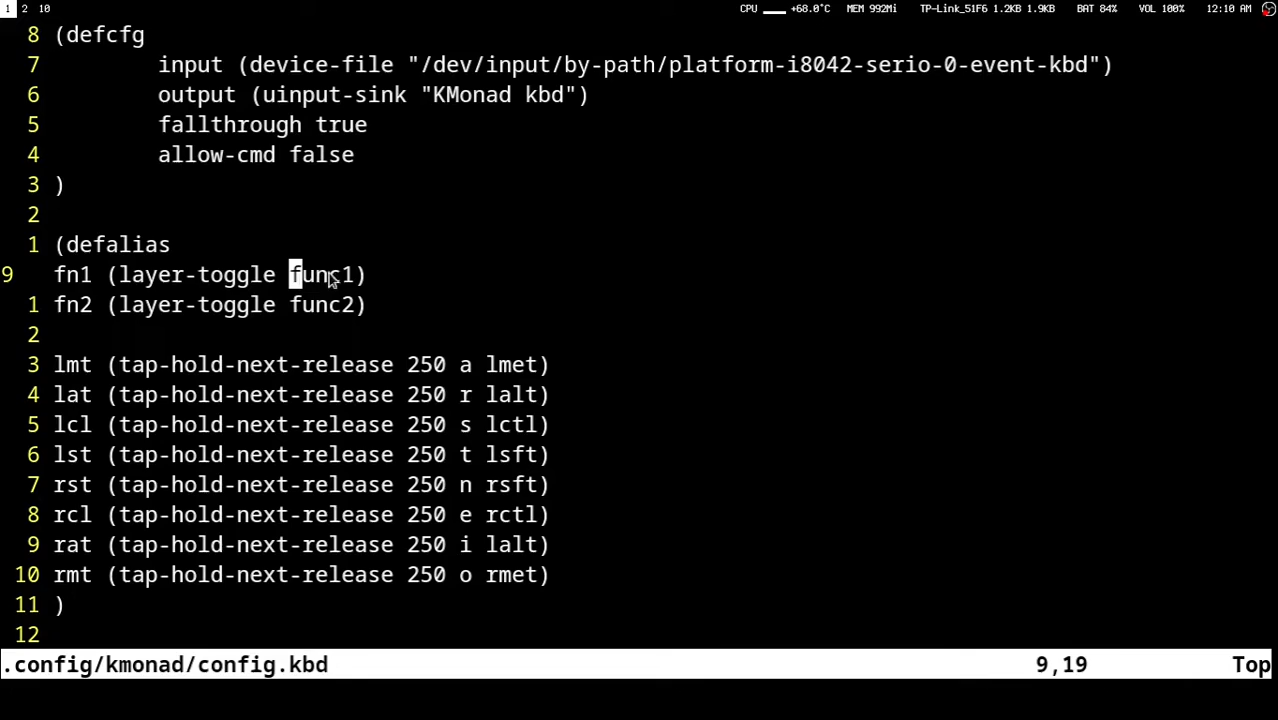 1 2 10 CPU +68.0°C MEM 992Mi TP-Link_51F6 1.2KB 1.9KB BAT 84% VOL 100% 12:10 AM
8 (defcfg
7 input (device-file "/dev/input/by-path/platform-i8042-serio-0-event-kbd")
6 output (uinput-sink "KMonad kbd")
5 fallthrough true
4 allow-cmd false
3 )
2
1 (defalias
9 fn1 (layer-toggle func1)
1 fn2 (layer-toggle func2)
2
3 lmt (tap-hold-next-release 250 a lmet)
4 lat (tap-hold-next-release 250 r lalt)
5 lcl (tap-hold-next-release 250 s lctl)
6 lst (tap-hold-next-release 250 t lsft)
7 rst (tap-hold-next-release 250 n rsft)
8 rcl (tap-hold-next-release 250 e rctl)
9 rat (tap-hold-next-release 250 i lalt)
10 rmt (tap-hold-next-release 250 o rmet)
11 )
12
.config/kmonad/config.kbd 9,19 Top